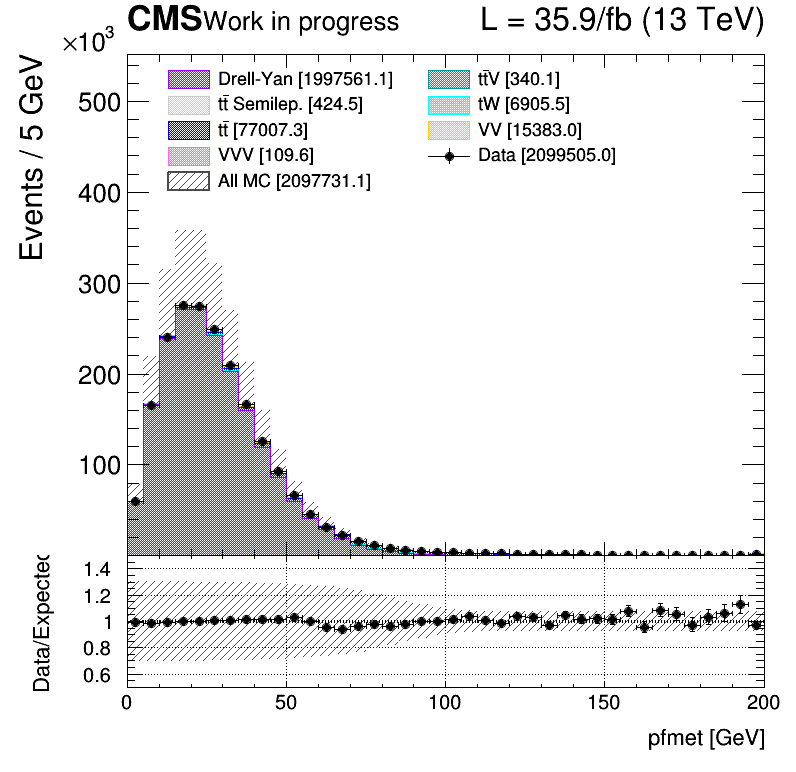 CMS Work in progress L = 35.9/fb (13 TeV)
×10³
Drell-Yan [1997561.1]
tt̄ Semilep. [424.5]
tt̄ [77007.3]
VVV [109.6]
All MC [2097731.1]
tt̄V [340.1]
tW [6905.5]
VV [15383.0]
Data [2099505.0]
Events / 5 GeV
500
400
300
200
100
Data/Expected
1.4
1.2
1
0.8
0.6
0 50 100 150 200
pfmet [GeV]